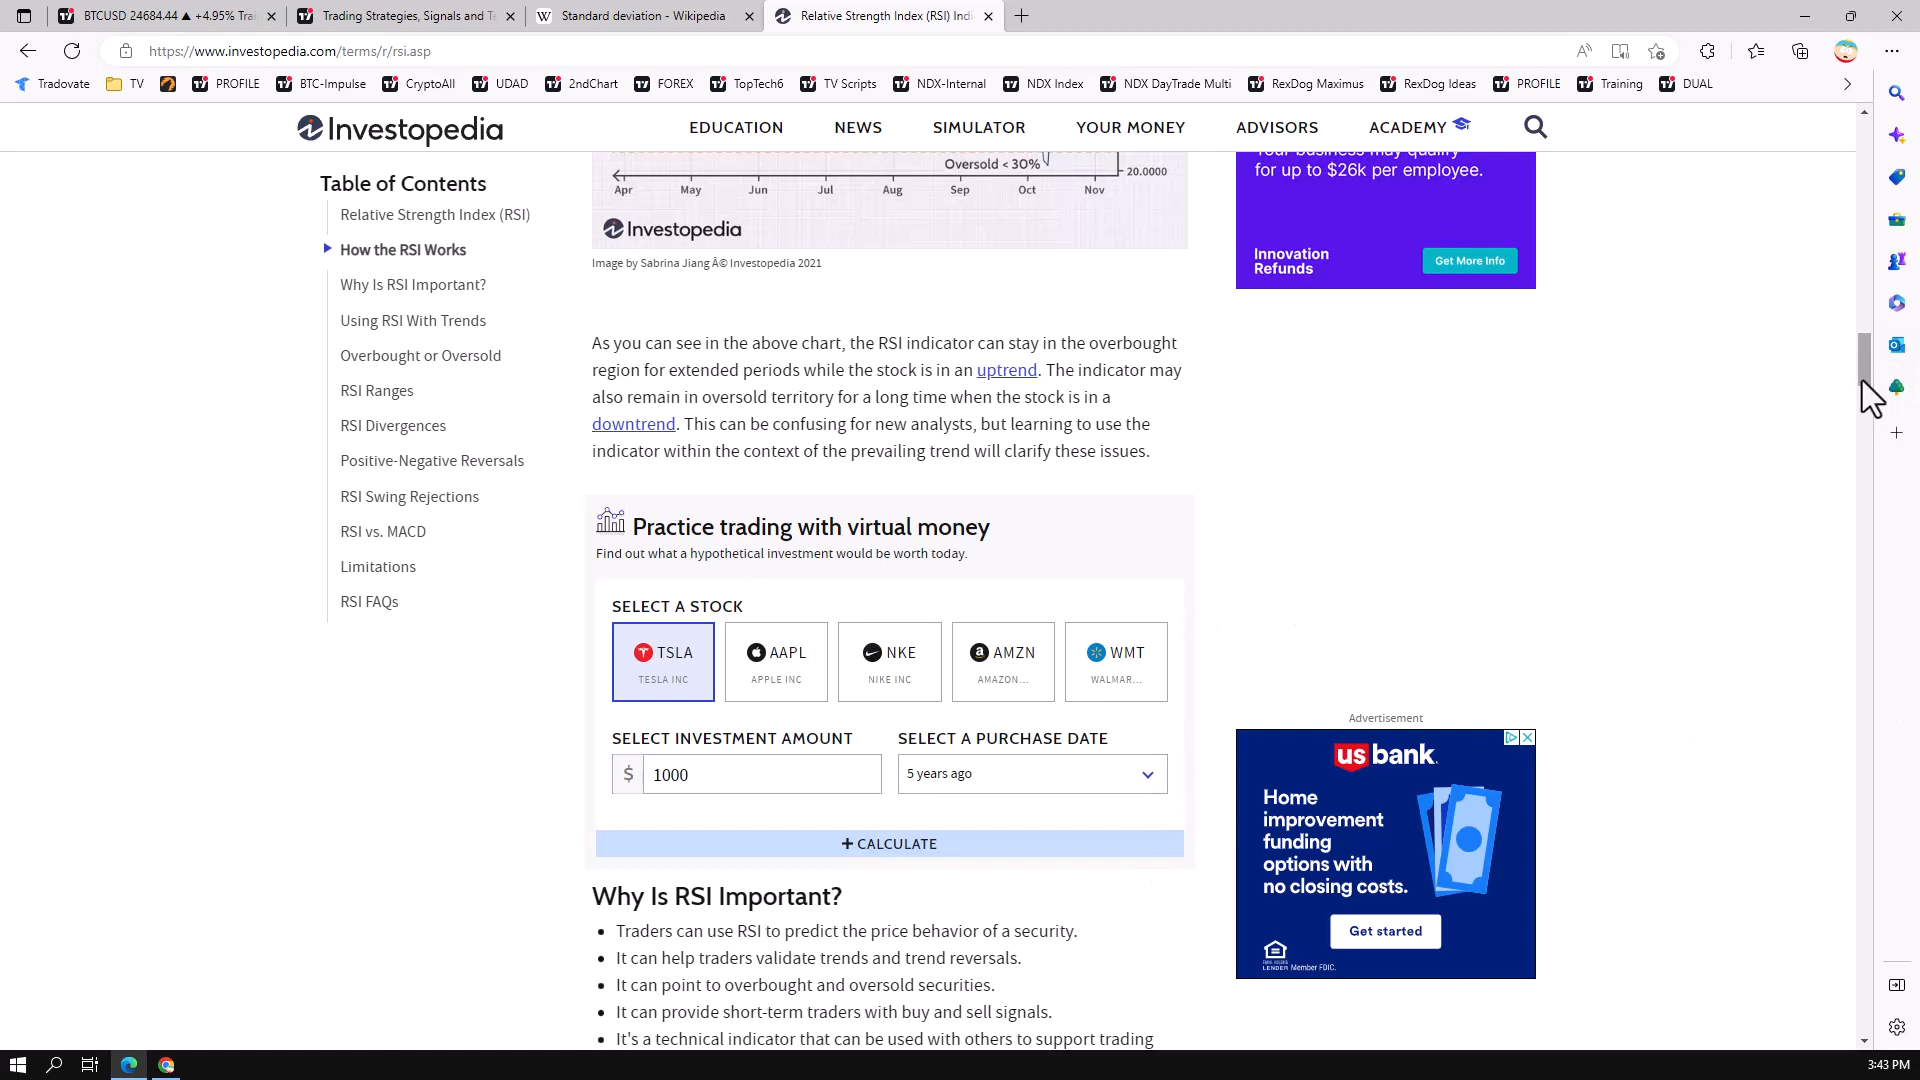 BTCUSD 24684.44 ▲ +4.95%
Trading Strategies, Signals and
Standard deviation - Wikipedia
Relative Strength Index (RSI)
https://www.investopedia.com/terms/r/rsi.asp
Tradovate
TV
PROFILE
BTC-Impulse
CryptoAll
UDAD
2ndChart
FOREX
TopTech6
TV Scripts
NDX-Internal
NDX Index
NDX DayTrade Multi
RexDog Maximus
RexDog Ideas
PROFILE
Training
DUAL
Investopedia
EDUCATION
NEWS
SIMULATOR
YOUR MONEY
ADVISORS
ACADEMY
Table of Contents
Relative Strength Index (RSI)
How the RSI Works
Why Is RSI Important?
Using RSI With Trends
Overbought or Oversold
RSI Ranges
RSI Divergences
Positive-Negative Reversals
RSI Swing Rejections
RSI vs. MACD
Limitations
RSI FAQs
Oversold < 30%
20.0000
Apr May Jun Jul Aug Sep Oct Nov
Investopedia
Image by Sabrina Jiang Â© Investopedia 2021
As you can see in the above chart, the RSI indicator can stay in the overbought
region for extended periods while the stock is in an uptrend. The indicator may
also remain in oversold territory for a long time when the stock is in a
downtrend. This can be confusing for new analysts, but learning to use the
indicator within the context of the prevailing trend will clarify these issues.
Practice trading with virtual money
Find out what a hypothetical investment would be worth today.
SELECT A STOCK
TSLA
TESLA INC
AAPL
APPLE INC
NKE
NIKE INC
AMZN
AMAZON...
WMT
WALMAR...
SELECT INVESTMENT AMOUNT
$ 1000
SELECT A PURCHASE DATE
5 years ago
+ CALCULATE
Why Is RSI Important?
• Traders can use RSI to predict the price behavior of a security.
• It can help traders validate trends and trend reversals.
• It can point to overbought and oversold securities.
• It can provide short-term traders with buy and sell signals.
• It's a technical indicator that can be used with others to support trading
Your business may qualify
for up to $26k per employee.
Innovation
Refunds
Get More Info
Advertisement
us bank.
Home
improvement
funding
options with
no closing costs.
Get started
LENDER Member FDIC.
3:43 PM